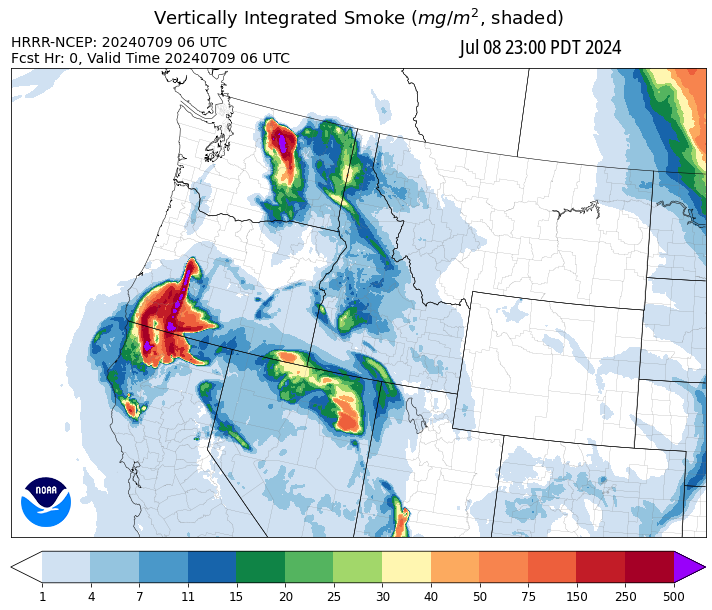 Vertically Integrated Smoke (mg/m², shaded)
HRRR-NCEP: 20240709 06 UTC
Jul 08 23:00 PDT 2024
Fcst Hr: 0, Valid Time 20240709 06 UTC
NOAA
1 4 7 11 15 20 25 30 40 50 75 150 250 500